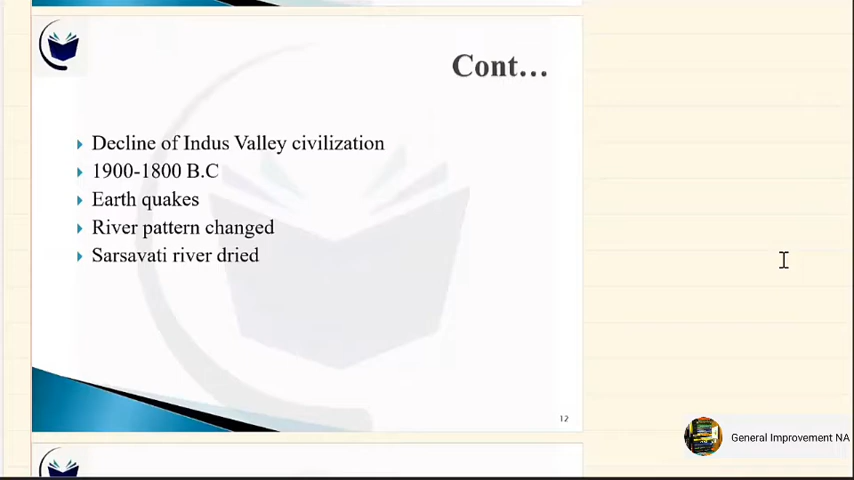 Cont...
Decline of Indus Valley civilization
1900-1800 B.C
Earth quakes
River pattern changed
Sarsavati river dried
12
General Improvement NA